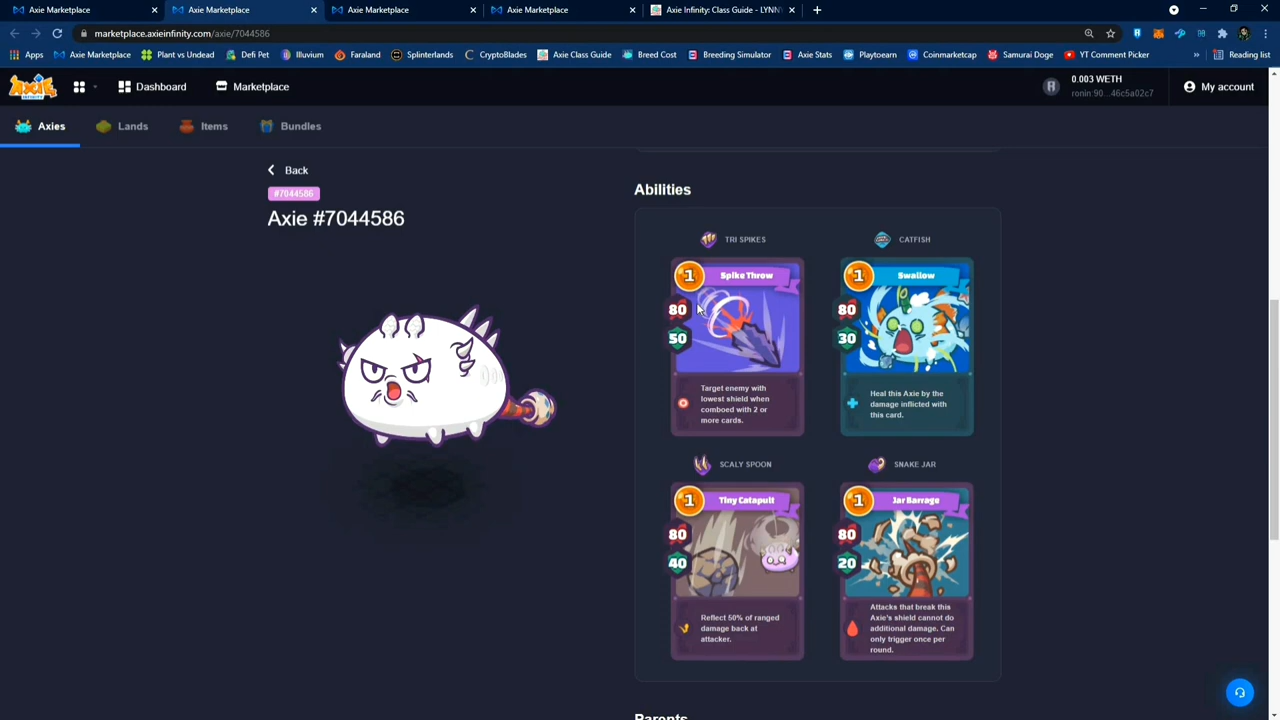 Axie Marketplace
Axie Marketplace
Axie Marketplace
Axie Marketplace
Axie Infinity: Class Guide - LYNNY
marketplace.axieinfinity.com/axie/7044586
Apps
Axie Marketplace
Plant vs Undead
Defi Pet
Illuvium
Faraland
Splinterlands
CryptoBlades
Axie Class Guide
Breed Cost
Breeding Simulator
Axie Stats
Playtoearn
Coinmarketcap
Samurai Doge
YT Comment Picker
Reading list
Dashboard
Marketplace
0.003 WETH
ronin:90...46c5a02c7
My account
Axies
Lands
Items
Bundles
Back
#7044586
Axie #7044586
Abilities
TRI SPIKES
1
Spike Throw
80
50
Target enemy with
lowest shield when
comboed with 2 or
more cards.
CATFISH
1
Swallow
80
30
Heal this Axie by the
damage inflicted with
this card.
SCALY SPOON
1
Tiny Catapult
80
40
Reflect 50% of ranged
damage back at
attacker.
SNAKE JAR
1
Jar Barrage
80
20
Attacks that break this
Axie's shield cannot do
additional damage. Can
only trigger once per
round.
Parents